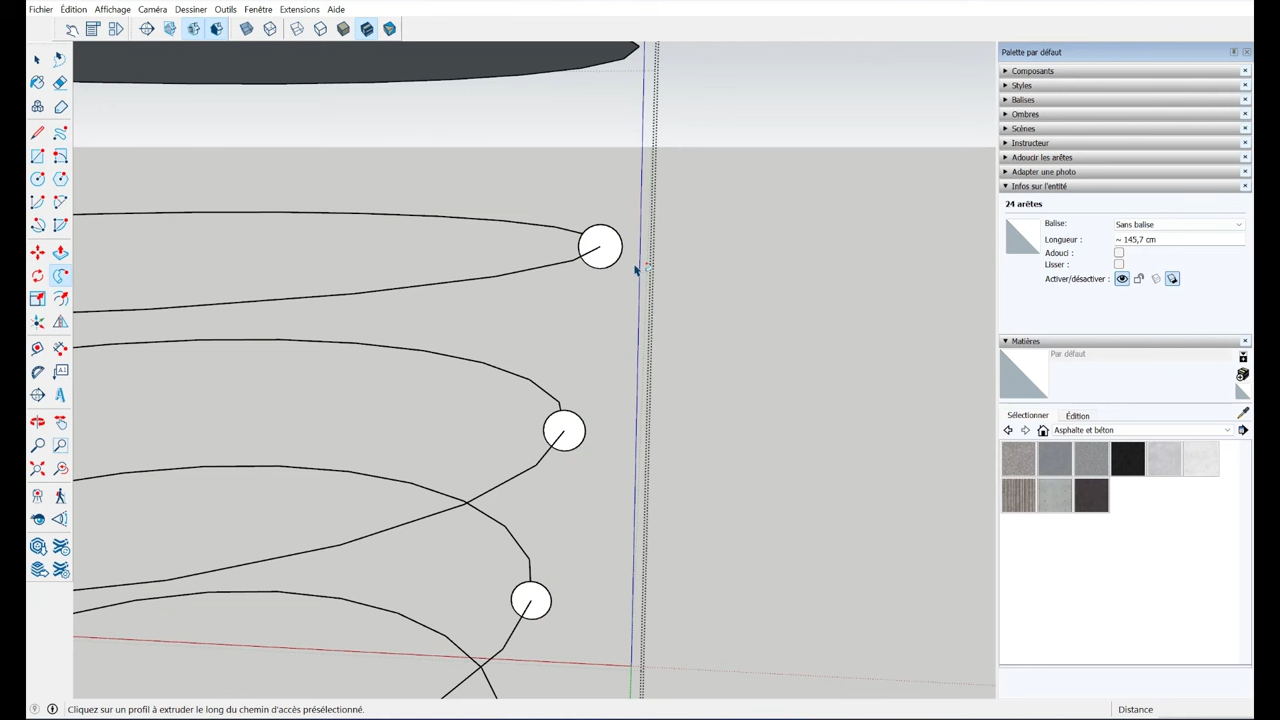 Fichier Édition Affichage Caméra Dessiner Outils Fenêtre Extensions Aide
Palette par défaut
Composants
Styles
Balises
Ombres
Scènes
Instructeur
Adoucir les arêtes
Adapter une photo
Infos sur l'entité
24 arêtes
Balise: Sans balise
Longueur: ~ 145,7 cm
Adouci :
Lisser :
Activer/désactiver :
Matières
Par défaut
Sélectionner Édition
Asphalte et béton
Cliquez sur un profil à extruder le long du chemin d'accès présélectionné.
Distance